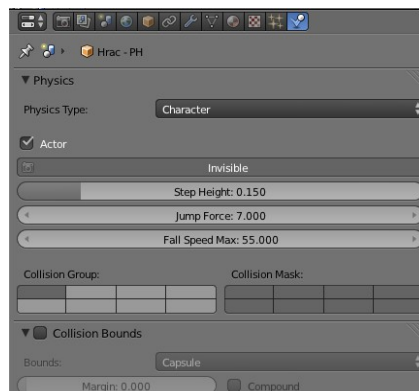 Hrac - PH
Physics
Physics Type: Character
Actor
Invisible
Step Height: 0.150
Jump Force: 7.000
Fall Speed Max: 55.000
Collision Group: Collision Mask:
Collision Bounds
Bounds: Capsule
Margin: 0.000 Compound